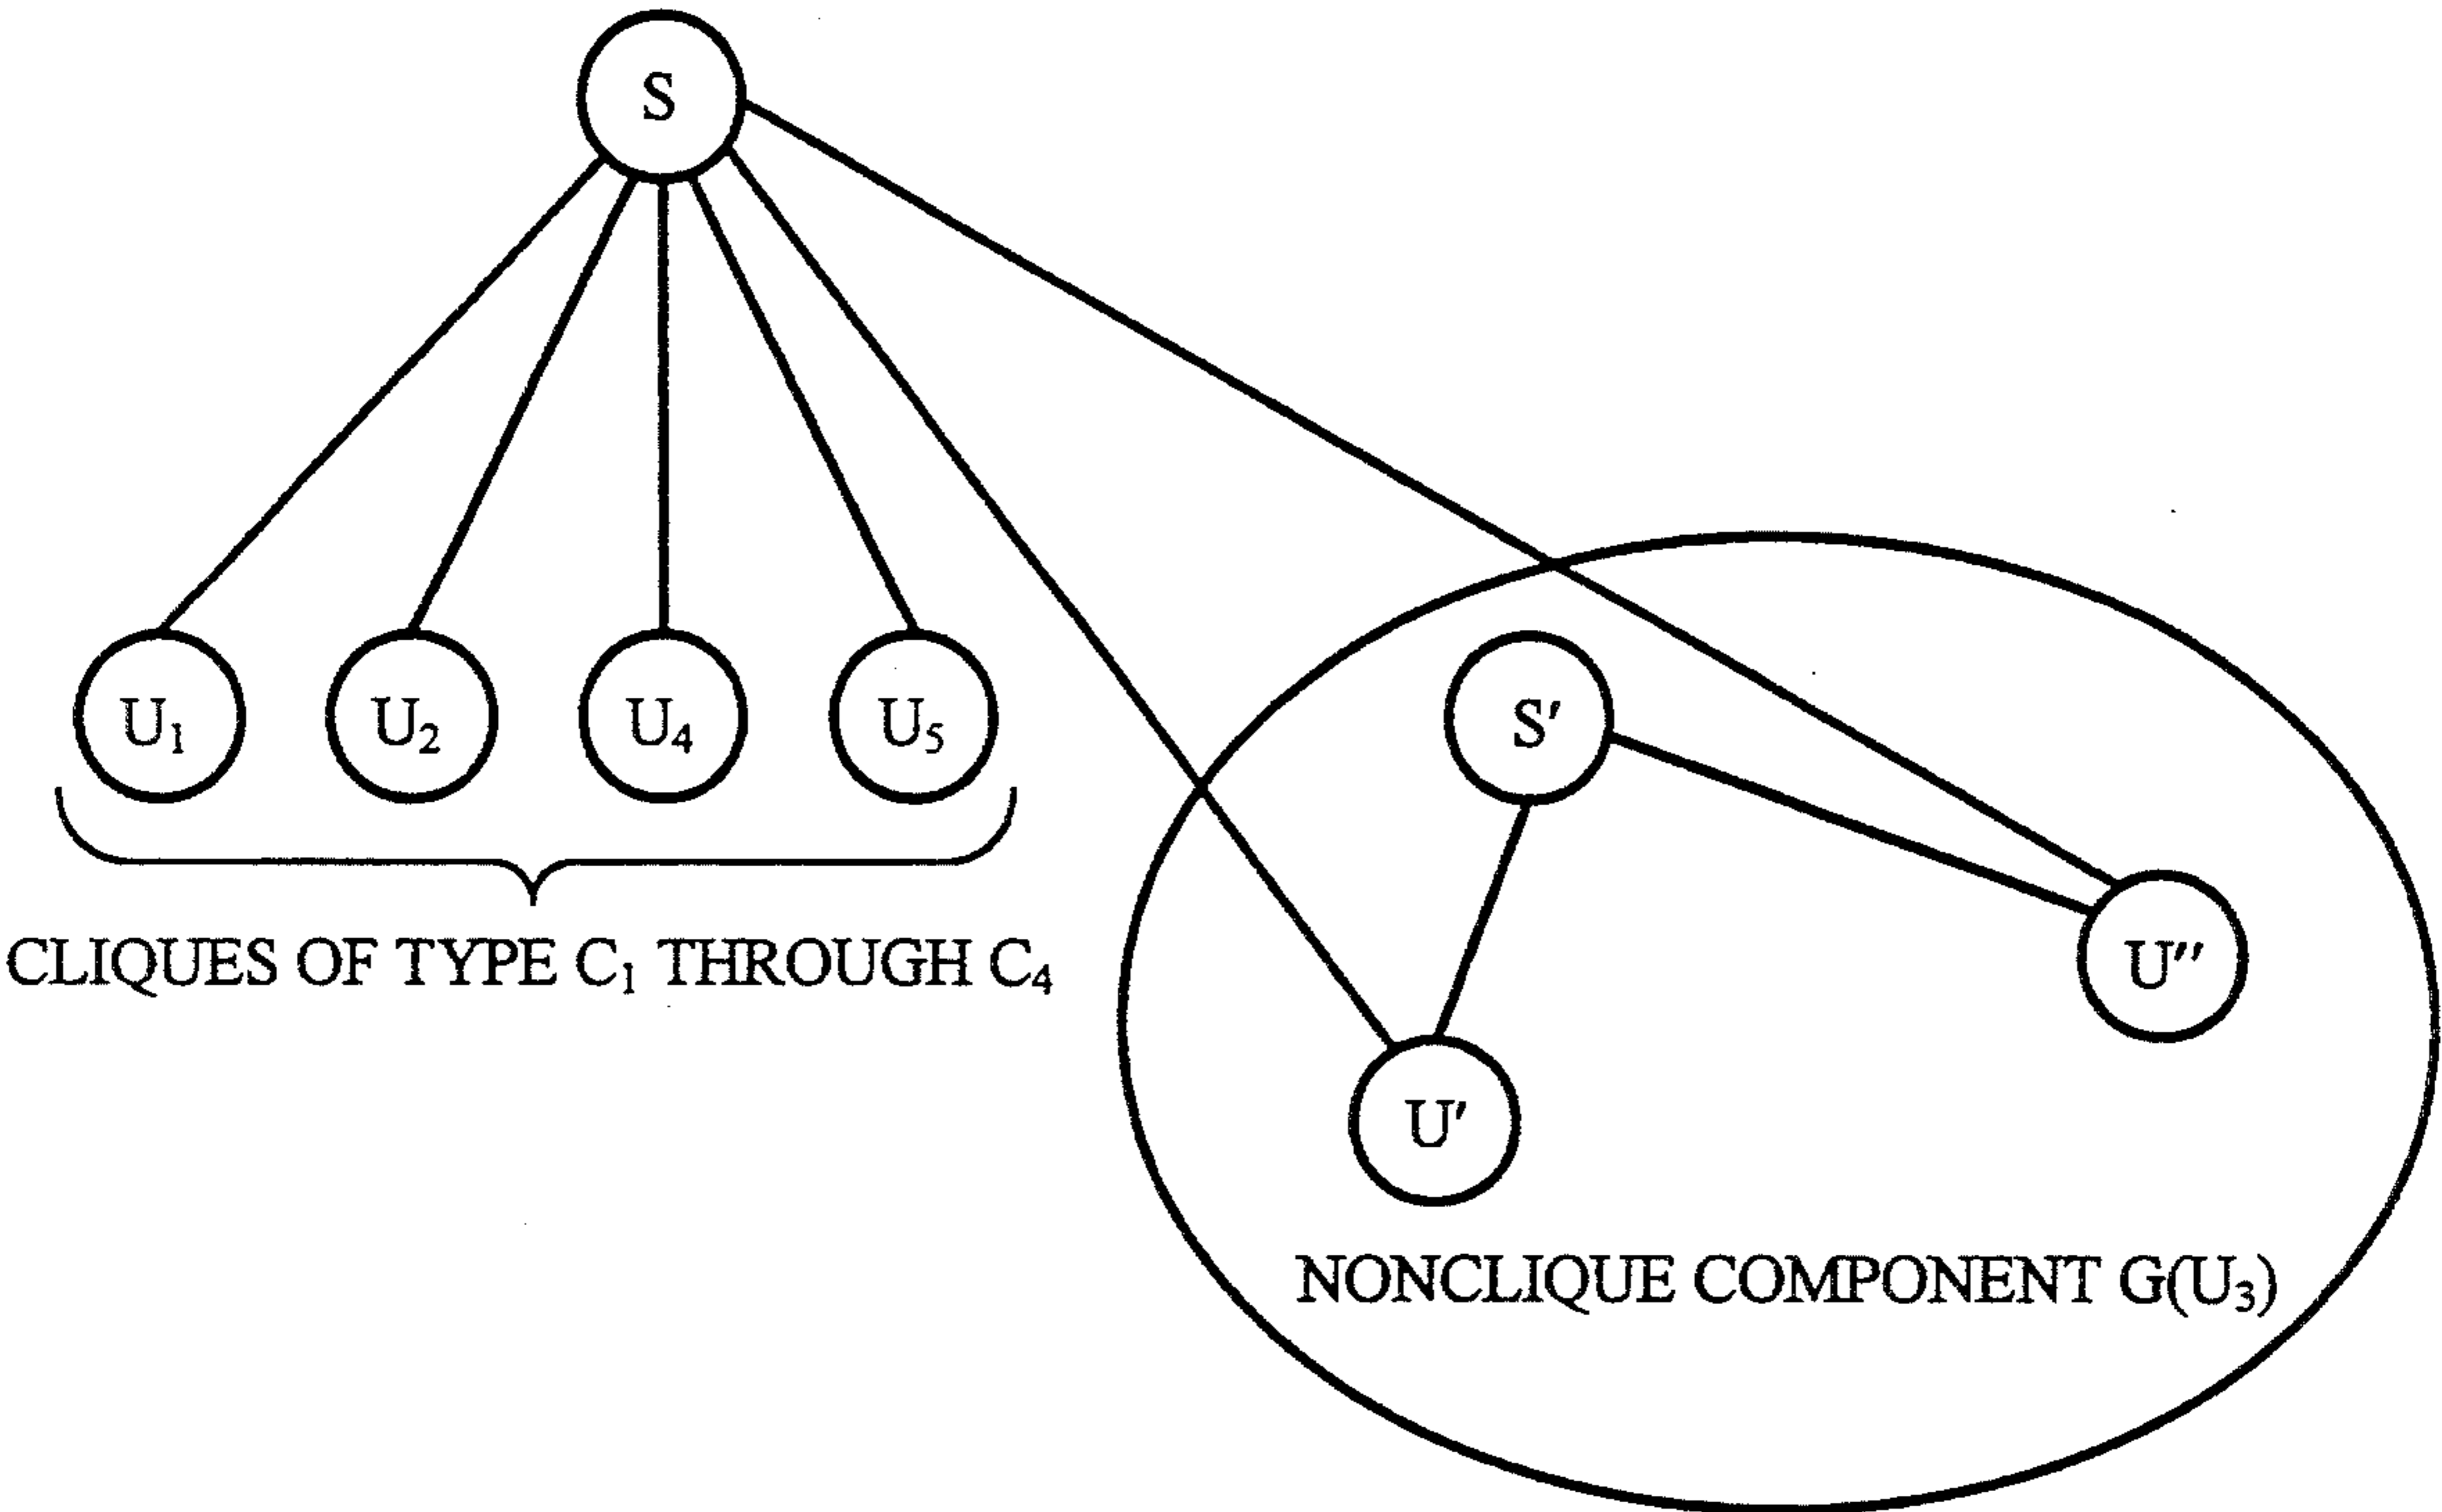 S
U₁ U₂ U₄ U₅
S′
U″
CLIQUES OF TYPE C₁ THROUGH C₄
U′
NONCLIQUE COMPONENT G(U₃)